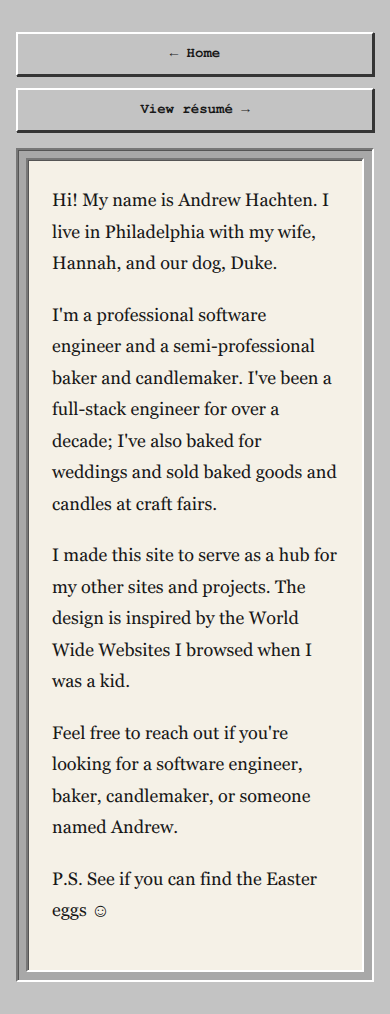 ← Home
View résumé →
Hi! My name is Andrew Hachten. I
live in Philadelphia with my wife,
Hannah, and our dog, Duke.
I'm a professional software
engineer and a semi-professional
baker and candlemaker. I've been a
full-stack engineer for over a
decade; I've also baked for
weddings and sold baked goods and
candles at craft fairs.
I made this site to serve as a hub for
my other sites and projects. The
design is inspired by the World
Wide Websites I browsed when I
was a kid.
Feel free to reach out if you're
looking for a software engineer,
baker, candlemaker, or someone
named Andrew.
P.S. See if you can find the Easter
eggs ☺